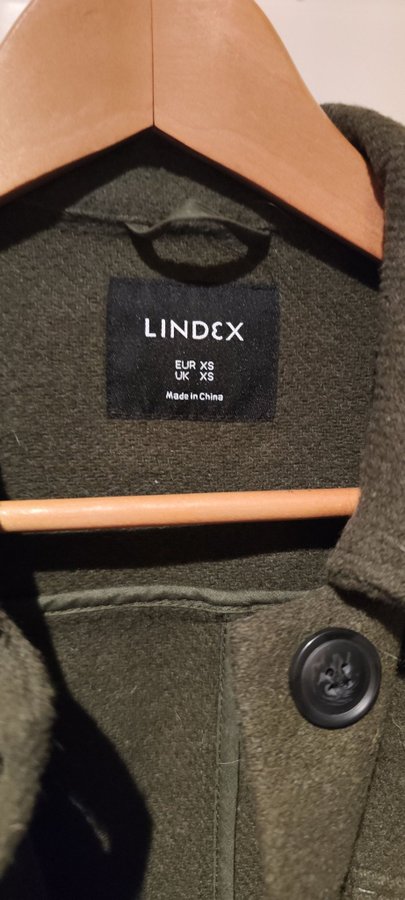 LINDEX
EUR XS
UK XS
Made in China